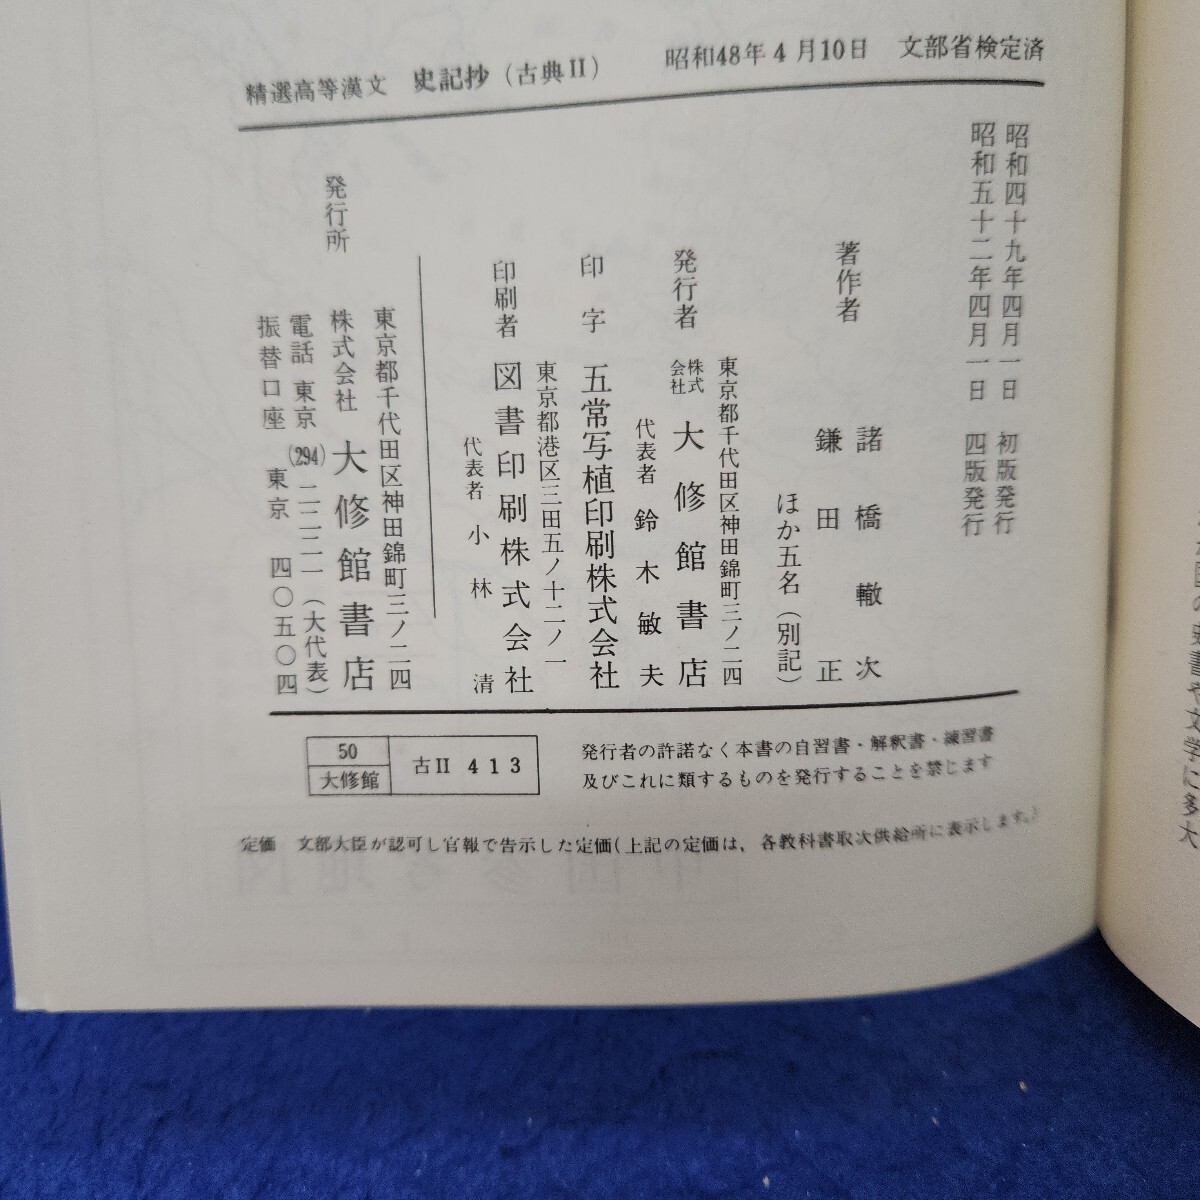 精選高等漢文　史記抄（古典II）　昭和48年4月10日　文部省検定済
昭和四十九年四月一日　初版発行
昭和五十二年四月一日　四版発行
著作者　諸橋轍次
鎌田正
ほか五名（別記）
東京都千代田区神田錦町三ノ二四
発行者　株式会社　大修館書店
代表者　鈴木敏夫
印字　五常写植印刷株式会社
東京都港区三田五ノ十二ノ一
印刷者　図書印刷株式会社
代表者　小林清
発行所
東京都千代田区神田錦町三ノ二四
株式会社　大修館書店
電話　東京(294)二二二一（大代表）
振替口座　東京　四〇五〇四
50
大修館
古II 413
発行者の許諾なく本書の自習書・解釈書・練習書
及びこれに類するものを発行することを禁じます
定価　文部大臣が認可し官報で告示した定価（上記の定価は、各教科書取次供給所に表示します。）